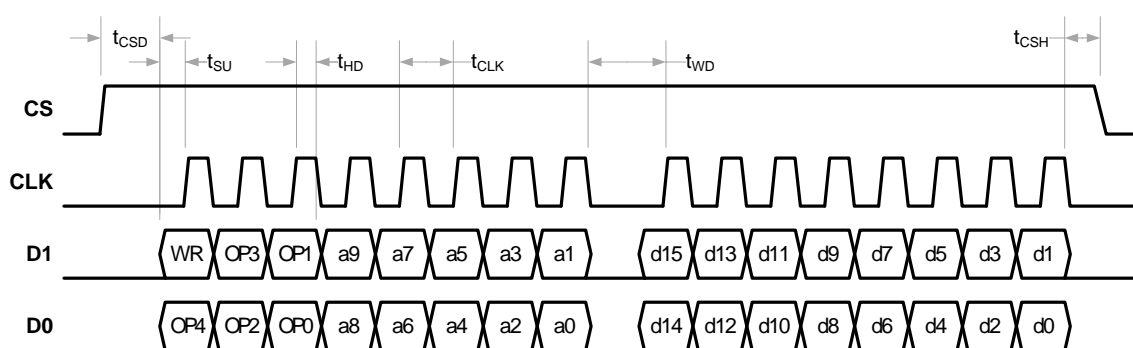 tCSD tSU tHD tCLK tWD tCSH
CS
CLK
D1 WR OP3 OP1 a9 a7 a5 a3 a1 d15 d13 d11 d9 d7 d5 d3 d1
D0 OP4 OP2 OP0 a8 a6 a4 a2 a0 d14 d12 d10 d8 d6 d4 d2 d0